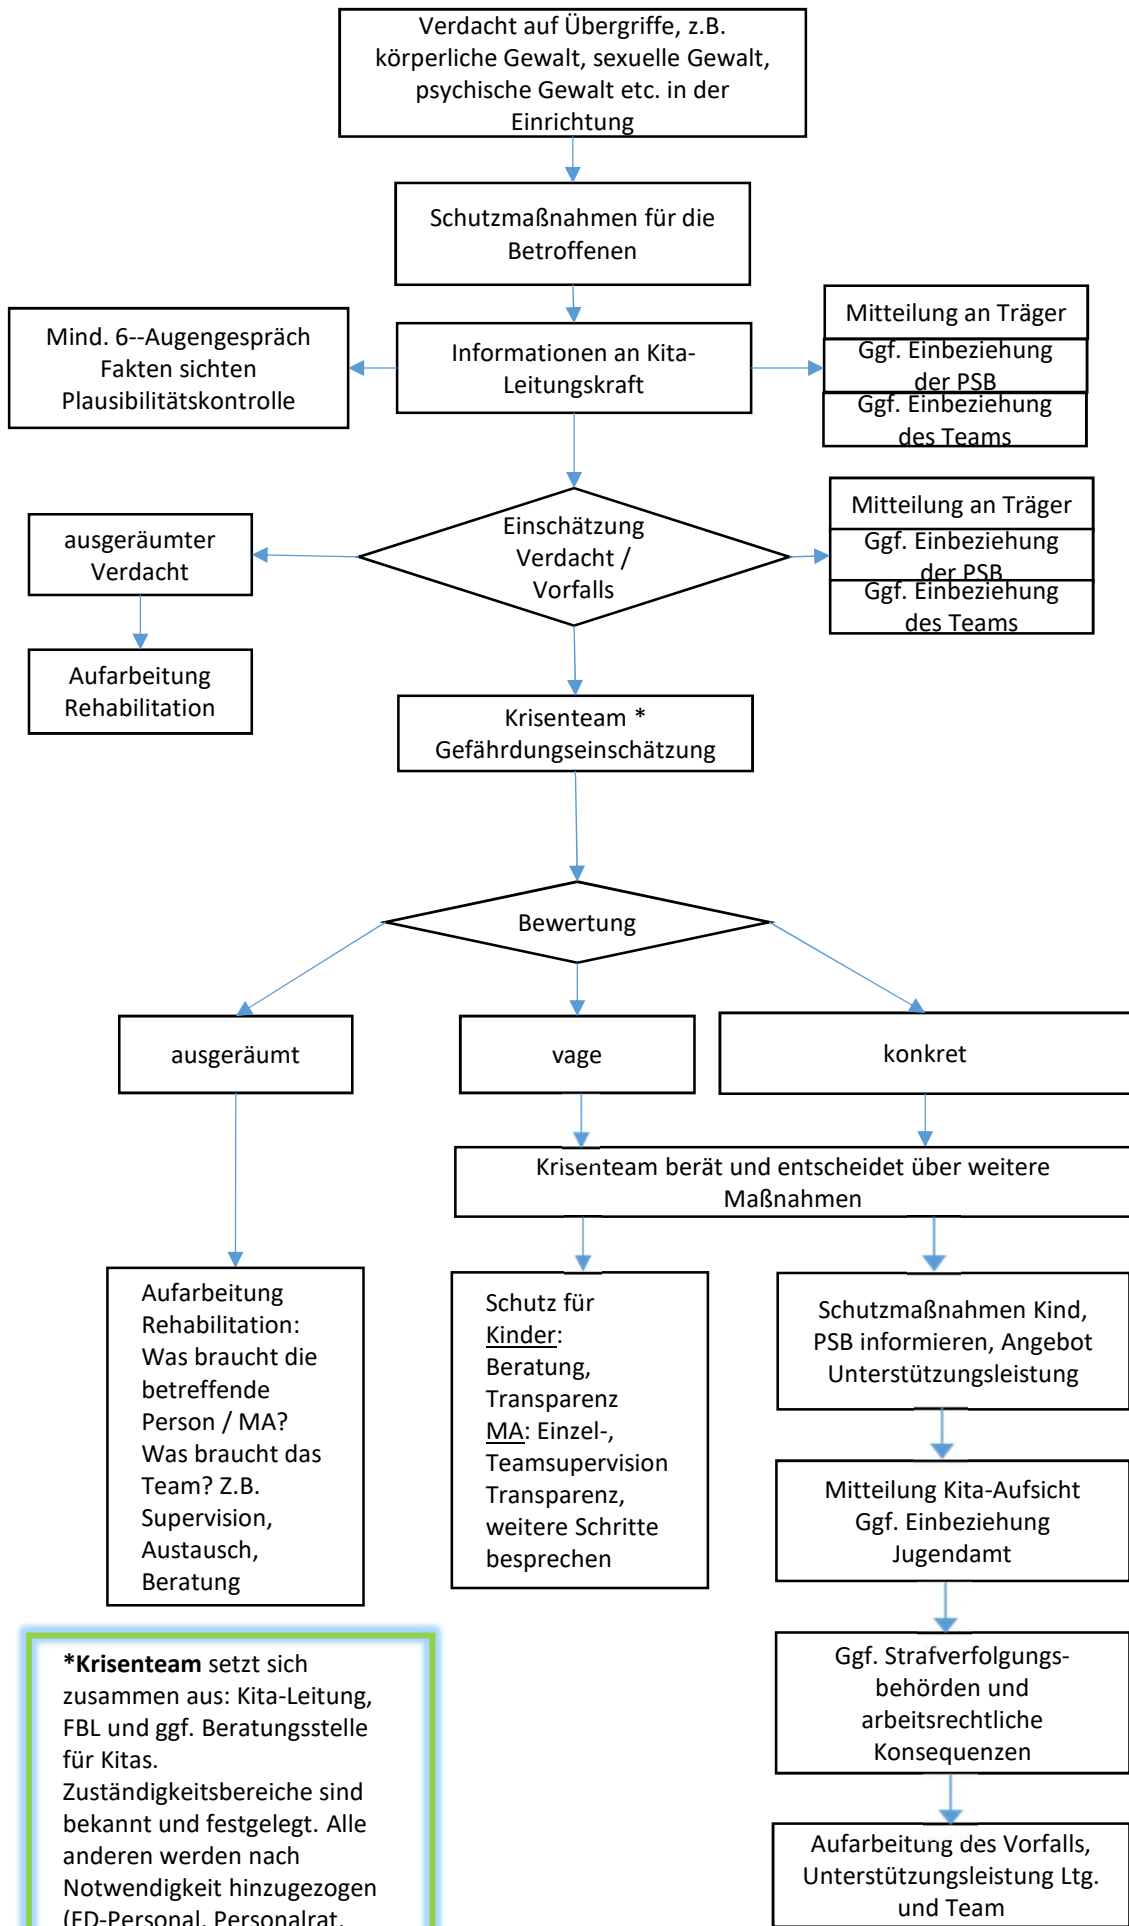 Verdacht auf Übergriffe, z.B.
körperliche Gewalt, sexuelle Gewalt,
psychische Gewalt etc. in der
Einrichtung
Schutzmaßnahmen für die
Betroffenen
Mind. 6--Augengespräch
Fakten sichten
Plausibilitätskontrolle
Informationen an Kita-
Leitungskraft
Mitteilung an Träger
Ggf. Einbeziehung
der PSB
Ggf. Einbeziehung
des Teams
ausgeräumter
Verdacht
Einschätzung
Verdacht /
Vorfalls
Mitteilung an Träger
Ggf. Einbeziehung
der PSB
Ggf. Einbeziehung
des Teams
Aufarbeitung
Rehabilitation
Krisenteam *
Gefährdungseinschätzung
Bewertung
ausgeräumt
vage
konkret
Krisenteam berät und entscheidet über weitere
Maßnahmen
Aufarbeitung
Rehabilitation:
Was braucht die
betreffende
Person / MA?
Was braucht das
Team? Z.B.
Supervision,
Austausch,
Beratung
Schutz für
Kinder:
Beratung,
Transparenz
MA: Einzel-,
Teamsupervision
Transparenz,
weitere Schritte
besprechen
Schutzmaßnahmen Kind,
PSB informieren, Angebot
Unterstützungsleistung
Mitteilung Kita-Aufsicht
Ggf. Einbeziehung
Jugendamt
Ggf. Strafverfolgungs-
behörden und
arbeitsrechtliche
Konsequenzen
Aufarbeitung des Vorfalls,
Unterstützungsleistung Ltg.
und Team
*Krisenteam setzt sich
zusammen aus: Kita-Leitung,
FBL und ggf. Beratungsstelle
für Kitas.
Zuständigkeitsbereiche sind
bekannt und festgelegt. Alle
anderen werden nach
Notwendigkeit hinzugezogen
(FD-Personal, Personalrat,